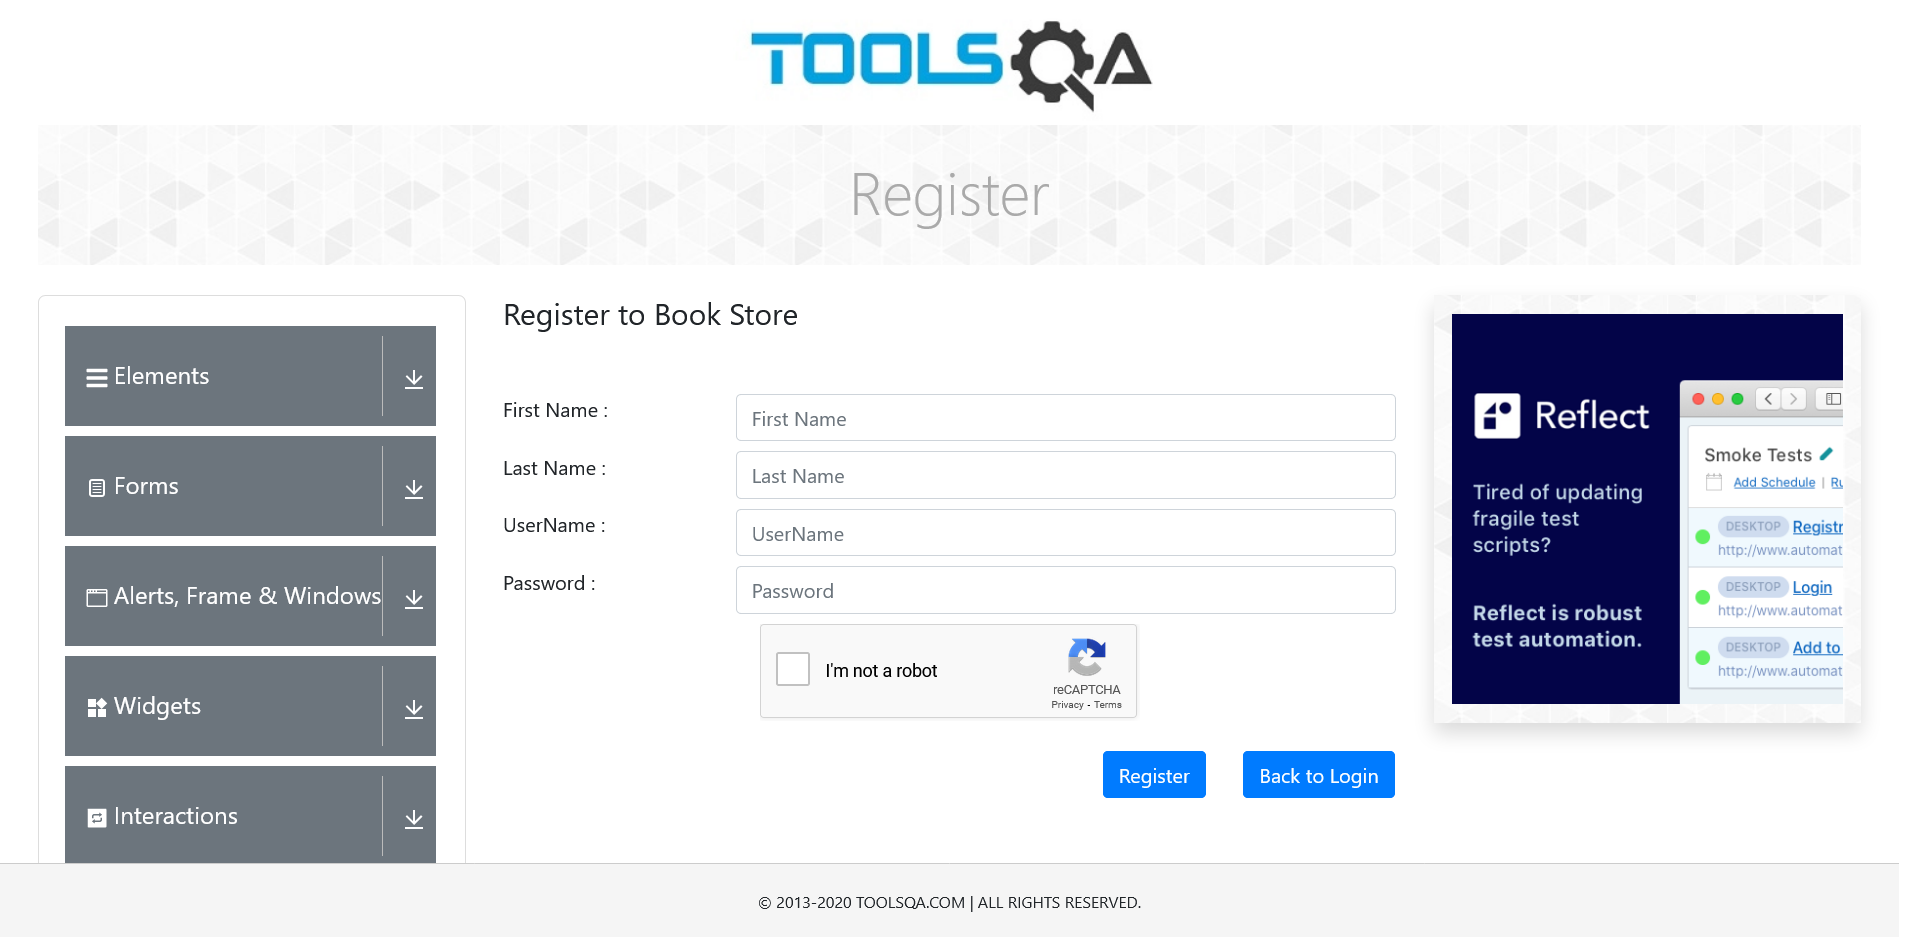 TOOLSQA
Register
Elements
Forms
Alerts, Frame & Windows
Widgets
Interactions
Register to Book Store
First Name :
First Name
Last Name :
Last Name
UserName :
UserName
Password :
Password
I'm not a robot
reCAPTCHA
Privacy - Terms
Register
Back to Login
Reflect
Tired of updating
fragile test
scripts?
Reflect is robust
test automation.
Smoke Tests
Add Schedule | Ru
DESKTOP Registr
http://www.automat
DESKTOP Login
http://www.automat
DESKTOP Add to
http://www.automat
© 2013-2020 TOOLSQA.COM | ALL RIGHTS RESERVED.